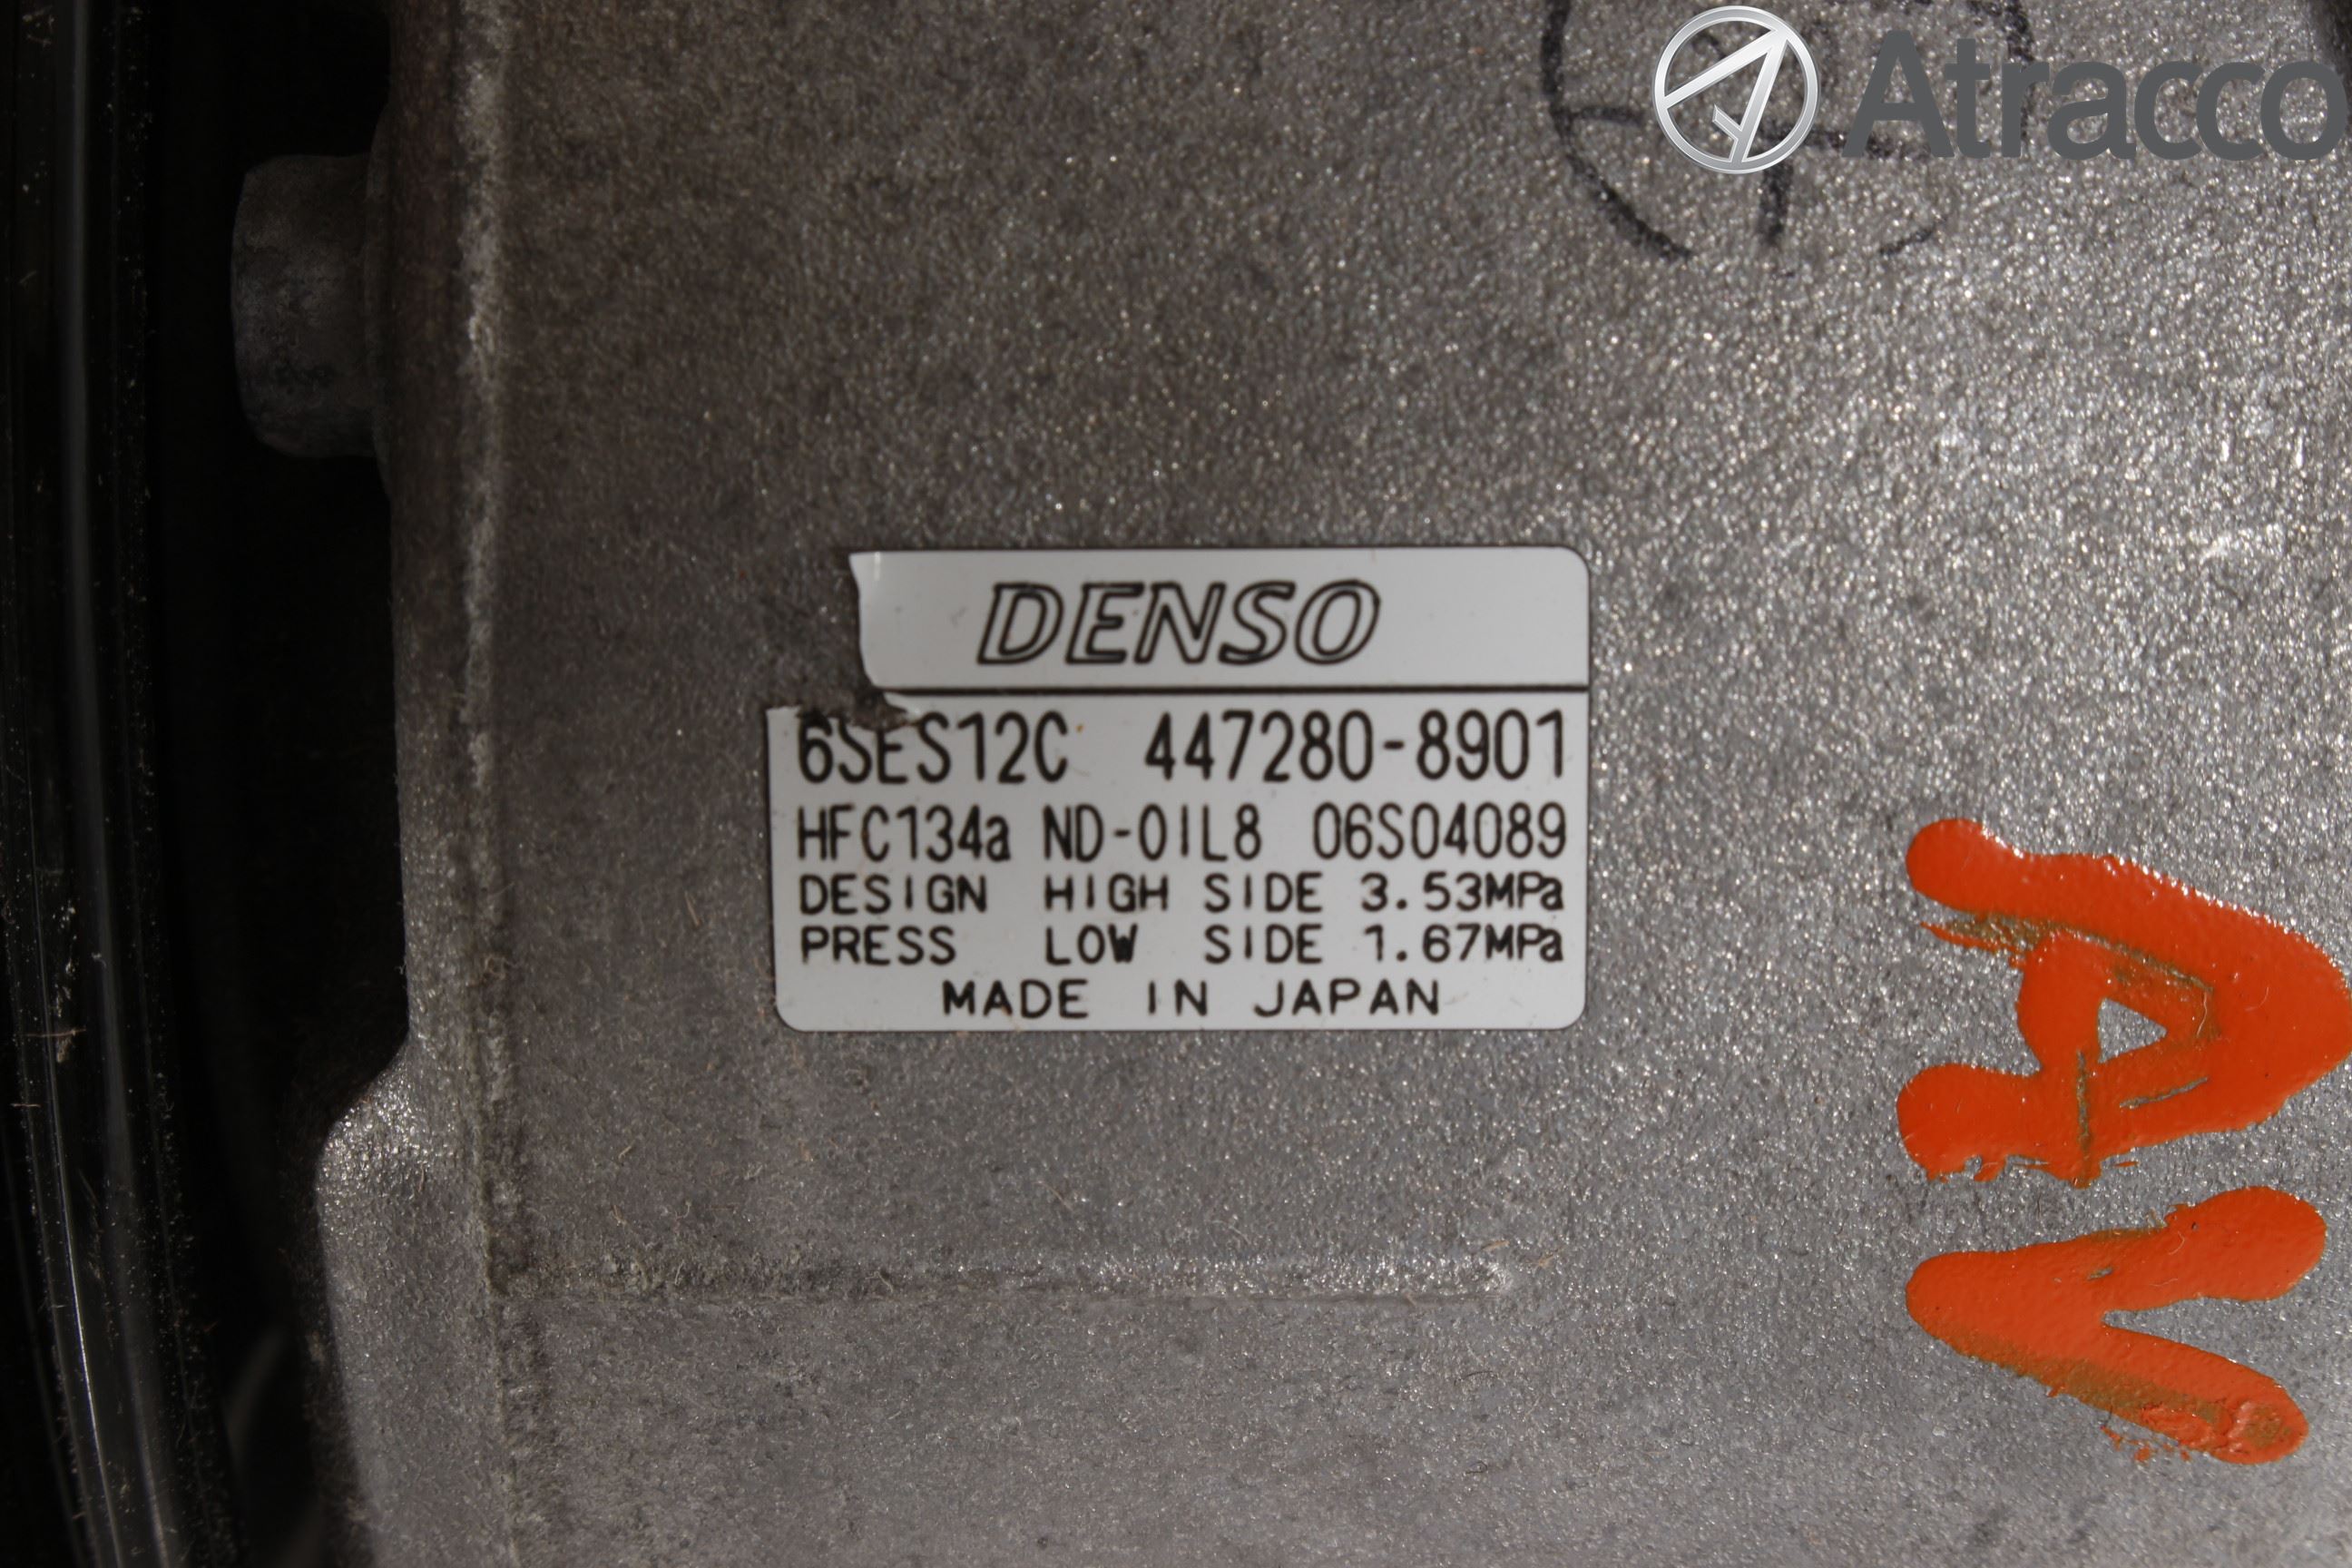 Atracco
DENSO
6SES12C 447280-8901
HFC134a ND-OIL8 06S04089
DESIGN HIGH SIDE 3.53MPa
PRESS LOW SIDE 1.67MPa
MADE IN JAPAN
AV